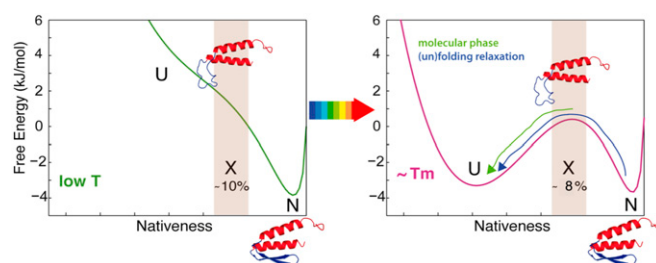 6
4
2
0
−2
−4
Free Energy (kJ/mol)
U
X
~10%
low T
N
Nativeness
6
4
2
0
−2
−4
molecular phase
(un)folding relaxation
U
X
~ 8%
~Tm
N
Nativeness